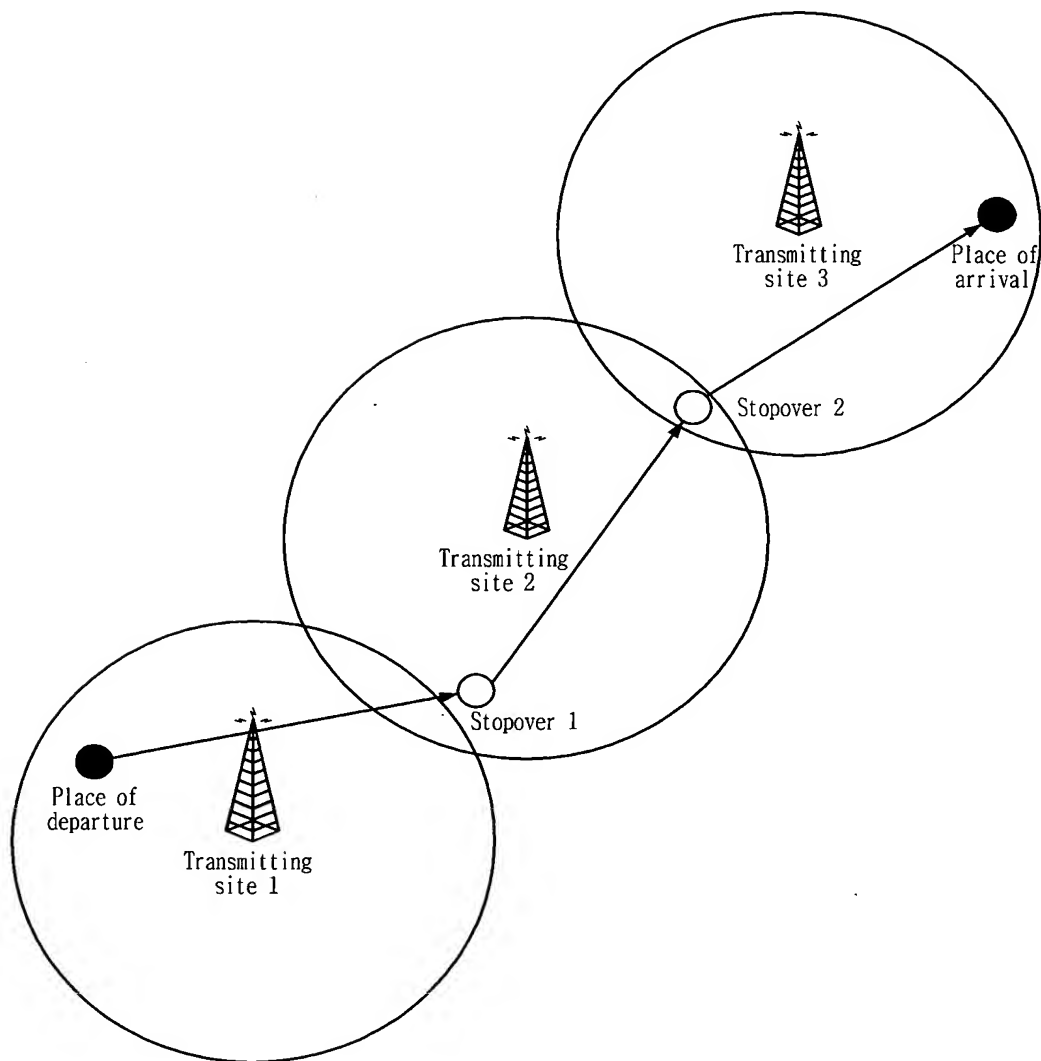 Transmitting
site 3
Place of
arrival
Stopover 2
Transmitting
site 2
Stopover 1
Place of
departure
Transmitting
site 1